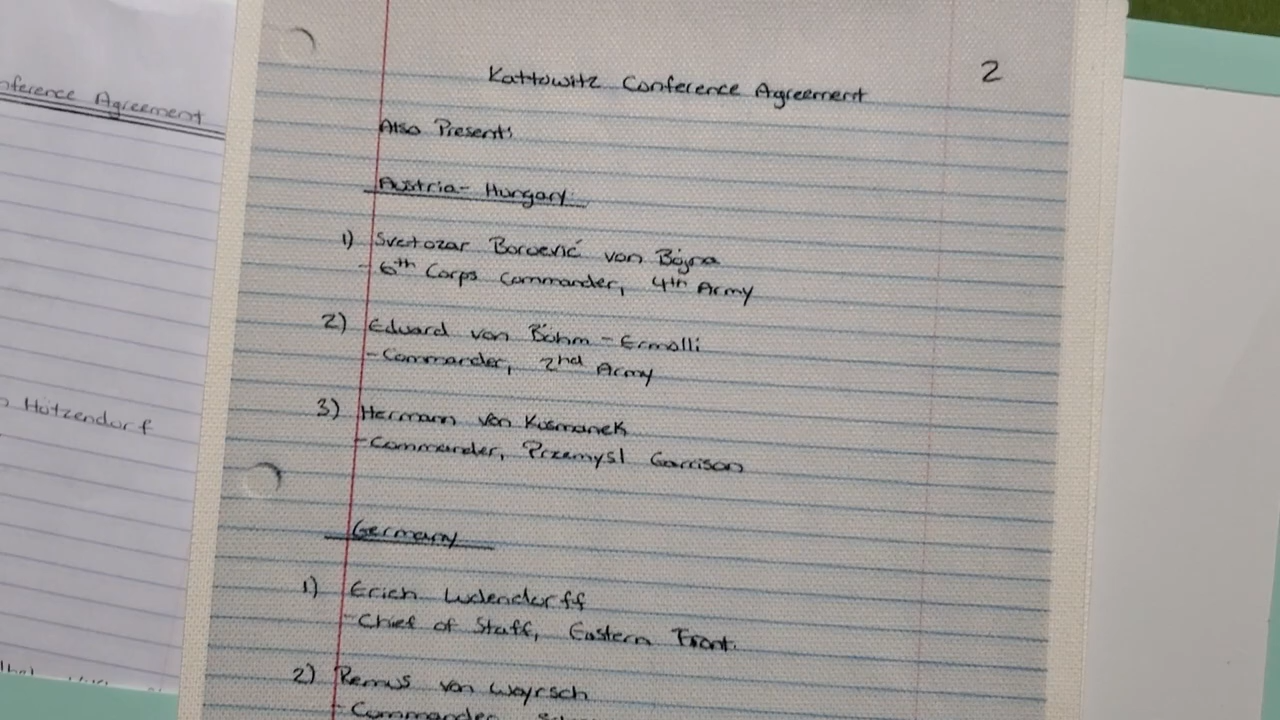 nference Agreement
Hötzendorf
Kattowitz Conference Agreement
2
Also Present:
Austria-Hungary:
1) Svetozar Boroević von Bojna
- 6th Corps Commander, 4th Army
2) Eduard von Böhm-Ermolli
- Commander, 2nd Army
3) Hermann von Kusmanek
- Commander, Przemysl Garrison
Germany
1) Erich Ludendorff
- Chief of Staff, Eastern Front.
2) Remus von Woyrsch
- Commander,